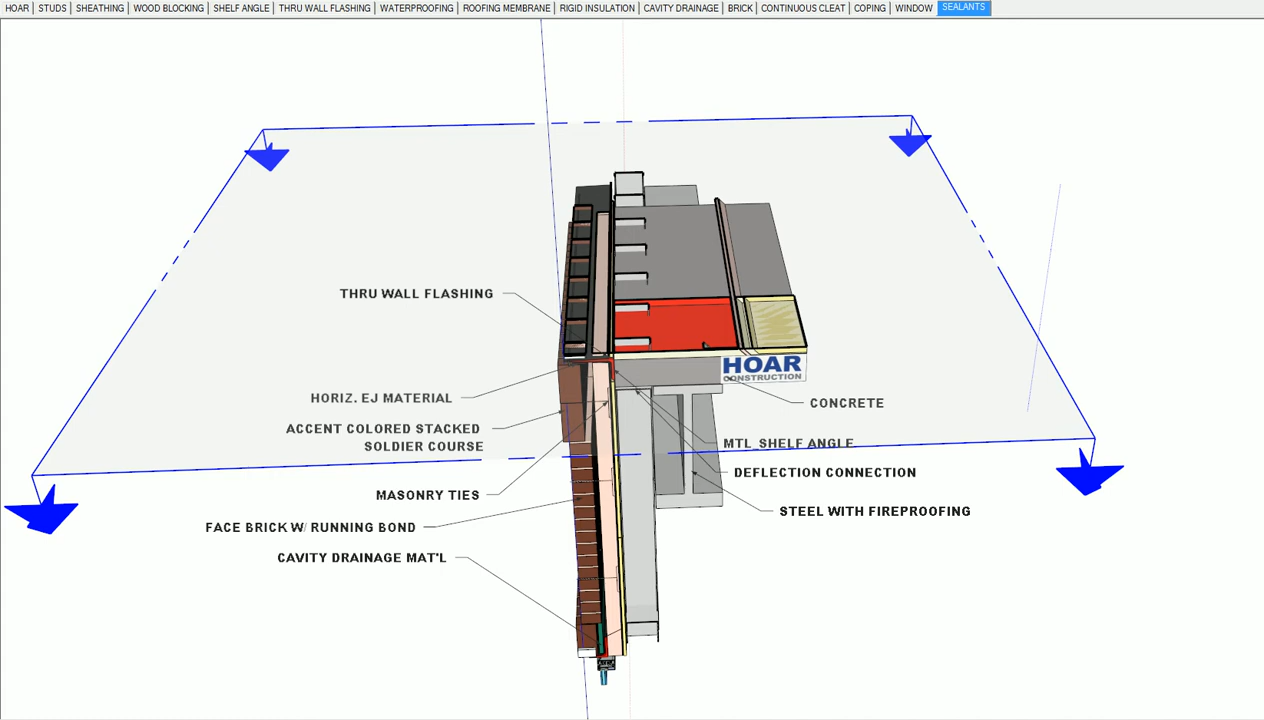 HOAR STUDS SHEATHING WOOD BLOCKING SHELF ANGLE THRU WALL FLASHING WATERPROOFING ROOFING MEMBRANE RIGID INSULATION CAVITY DRAINAGE BRICK CONTINUOUS CLEAT COPING WINDOW SEALANTS
THRU WALL FLASHING
HOAR
CONSTRUCTION
HORIZ. EJ MATERIAL
CONCRETE
ACCENT COLORED STACKED
SOLDIER COURSE
MTL SHELF ANGLE
DEFLECTION CONNECTION
MASONRY TIES
STEEL WITH FIREPROOFING
FACE BRICK W/ RUNNING BOND
CAVITY DRAINAGE MAT'L